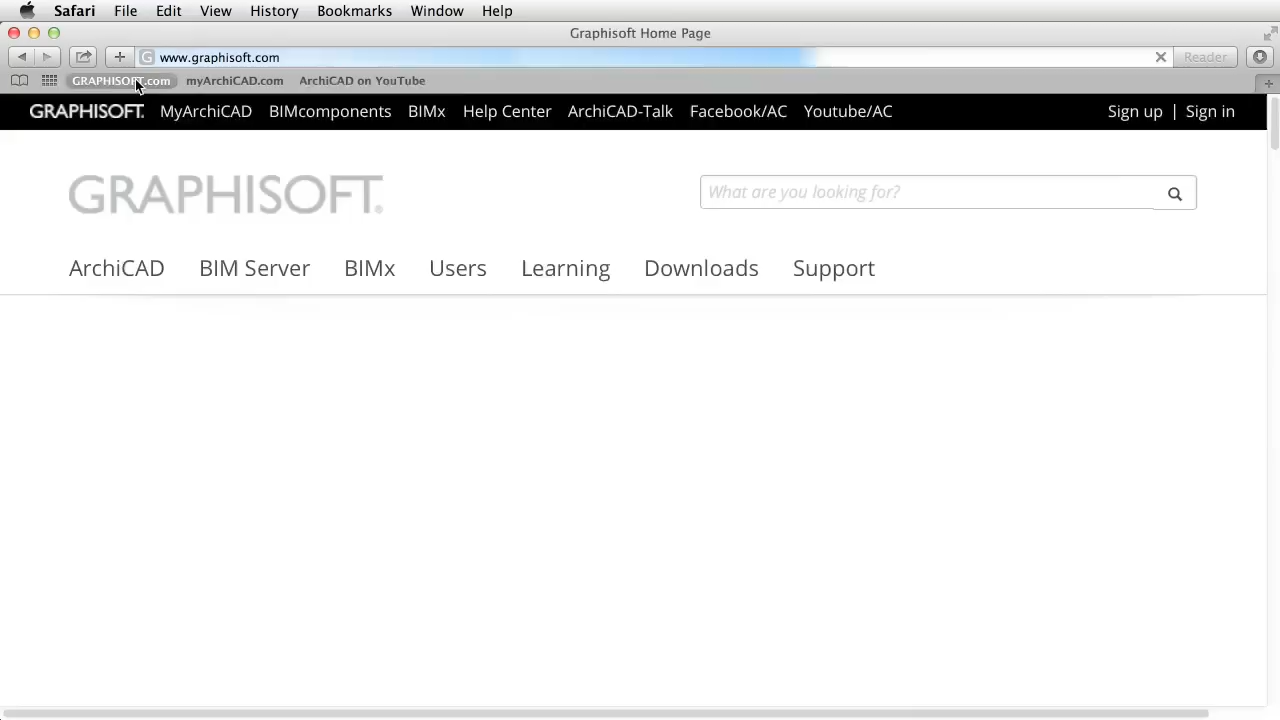 Safari File Edit View History Bookmarks Window Help
Graphisoft Home Page
G www.graphisoft.com Reader
GRAPHISOFT.com myArchiCAD.com ArchiCAD on YouTube
GRAPHISOFT. MyArchiCAD BIMcomponents BIMx Help Center ArchiCAD-Talk Facebook/AC Youtube/AC Sign up | Sign in
GRAPHISOFT® What are you looking for?
ArchiCAD BIM Server BIMx Users Learning Downloads Support